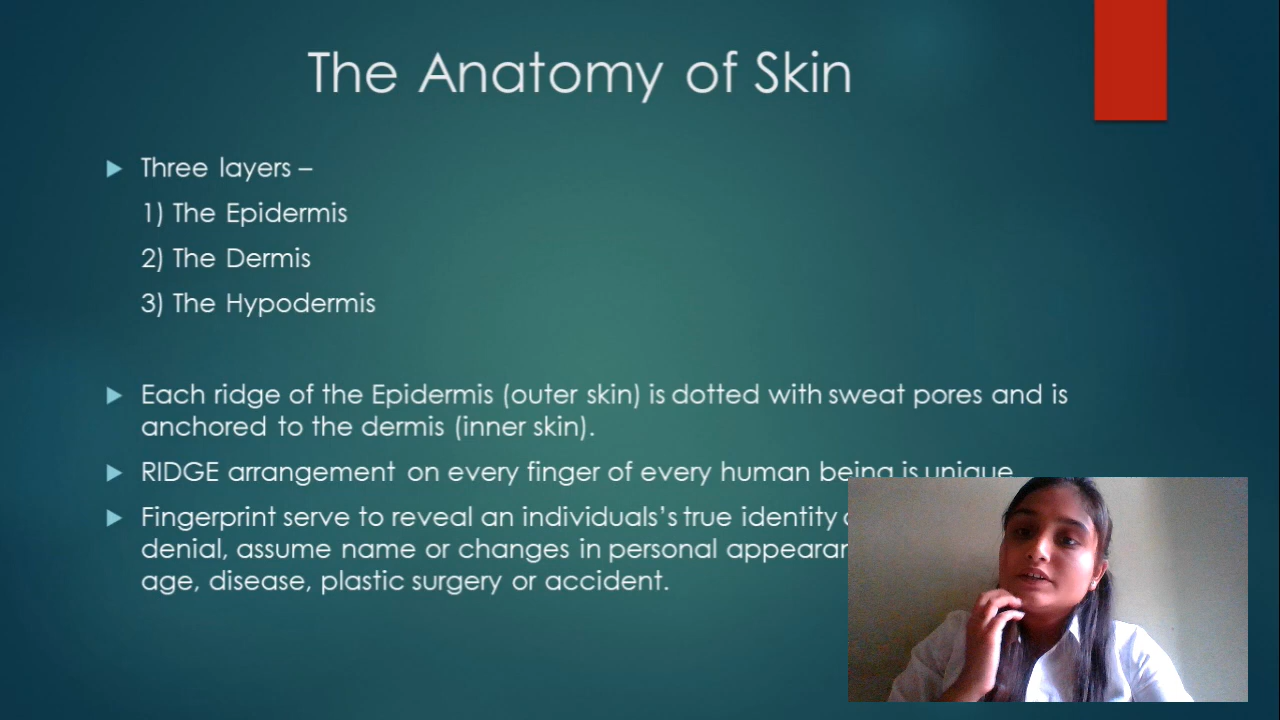 The Anatomy of Skin
Three layers –
1) The Epidermis
2) The Dermis
3) The Hypodermis
Each ridge of the Epidermis (outer skin) is dotted with sweat pores and is
anchored to the dermis (inner skin).
RIDGE arrangement on every finger of every human being is unique
Fingerprint serve to reveal an individuals’s true identity
denial, assume name or changes in personal
age, disease, plastic surgery or accident.